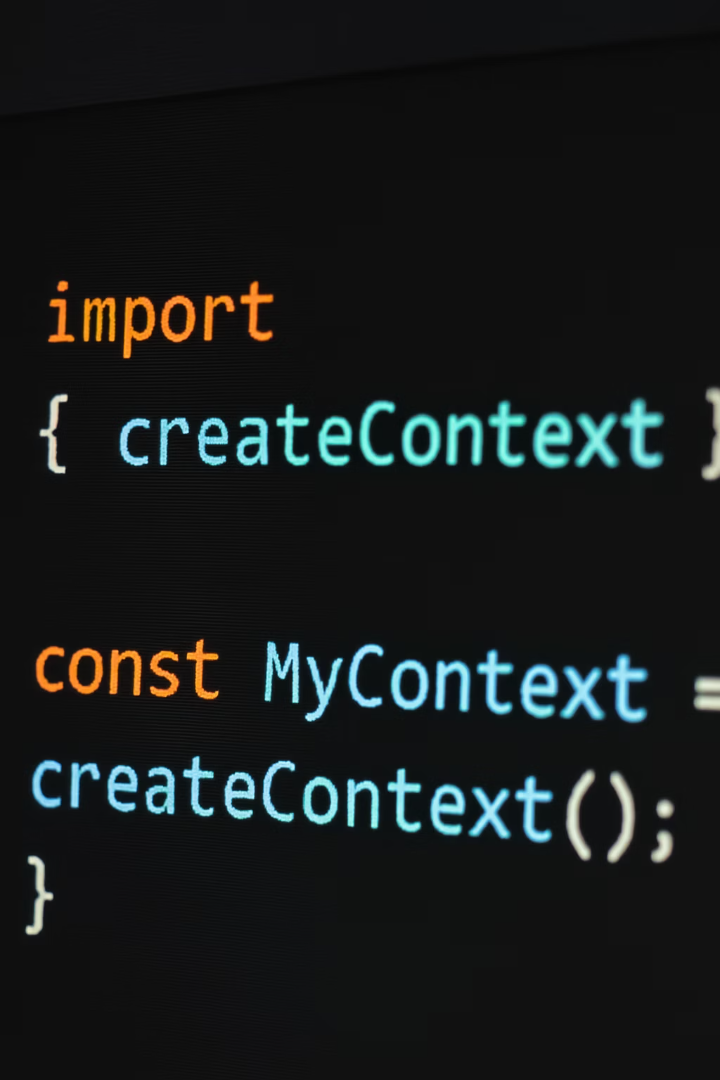 import
{ createContext }
const MyContext =
createContext();
}